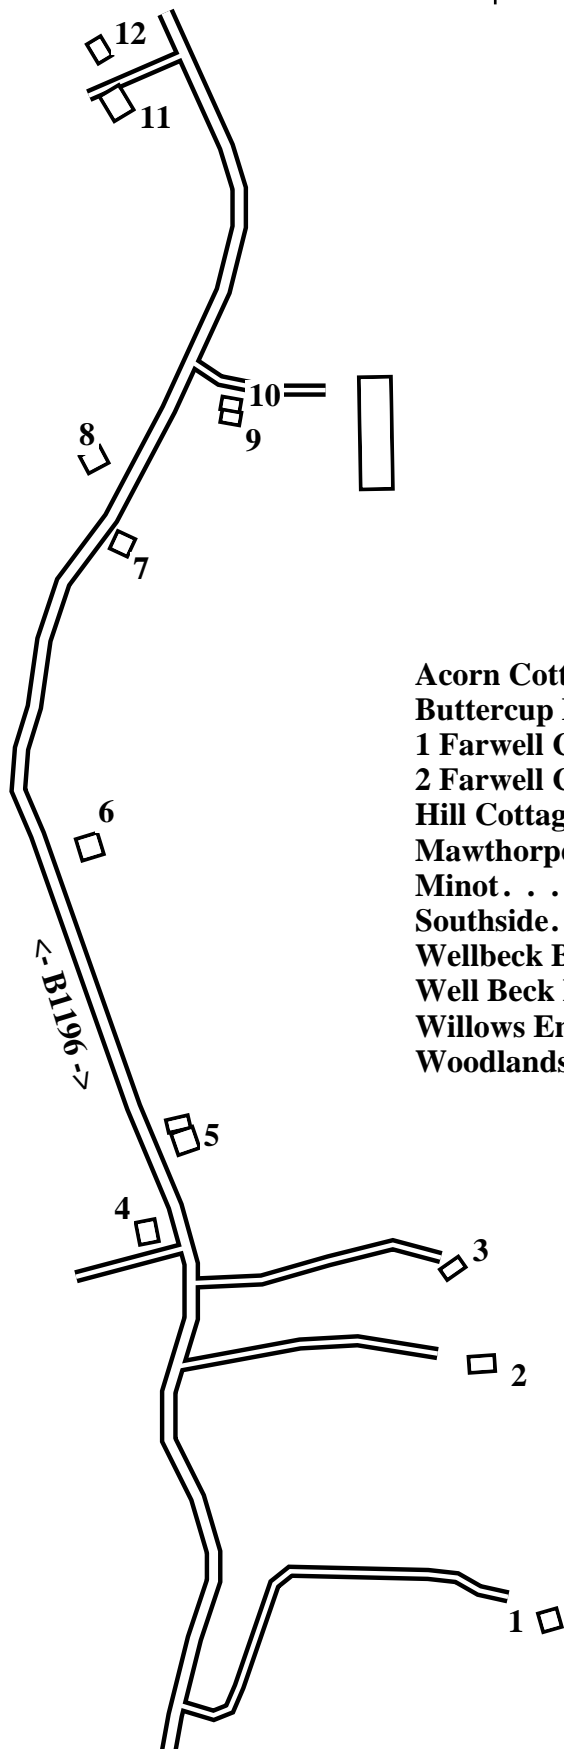 12
11
10
9
8
7
6
Acorn Cott
Buttercup
1 Farwell
2 Farwell
Hill Cottag
Mawthorp
Minot. . .
Southside.
Wellbeck
Well Beck
Willows En
Woodlands
<- B1196 ->
5
4
3
2
1